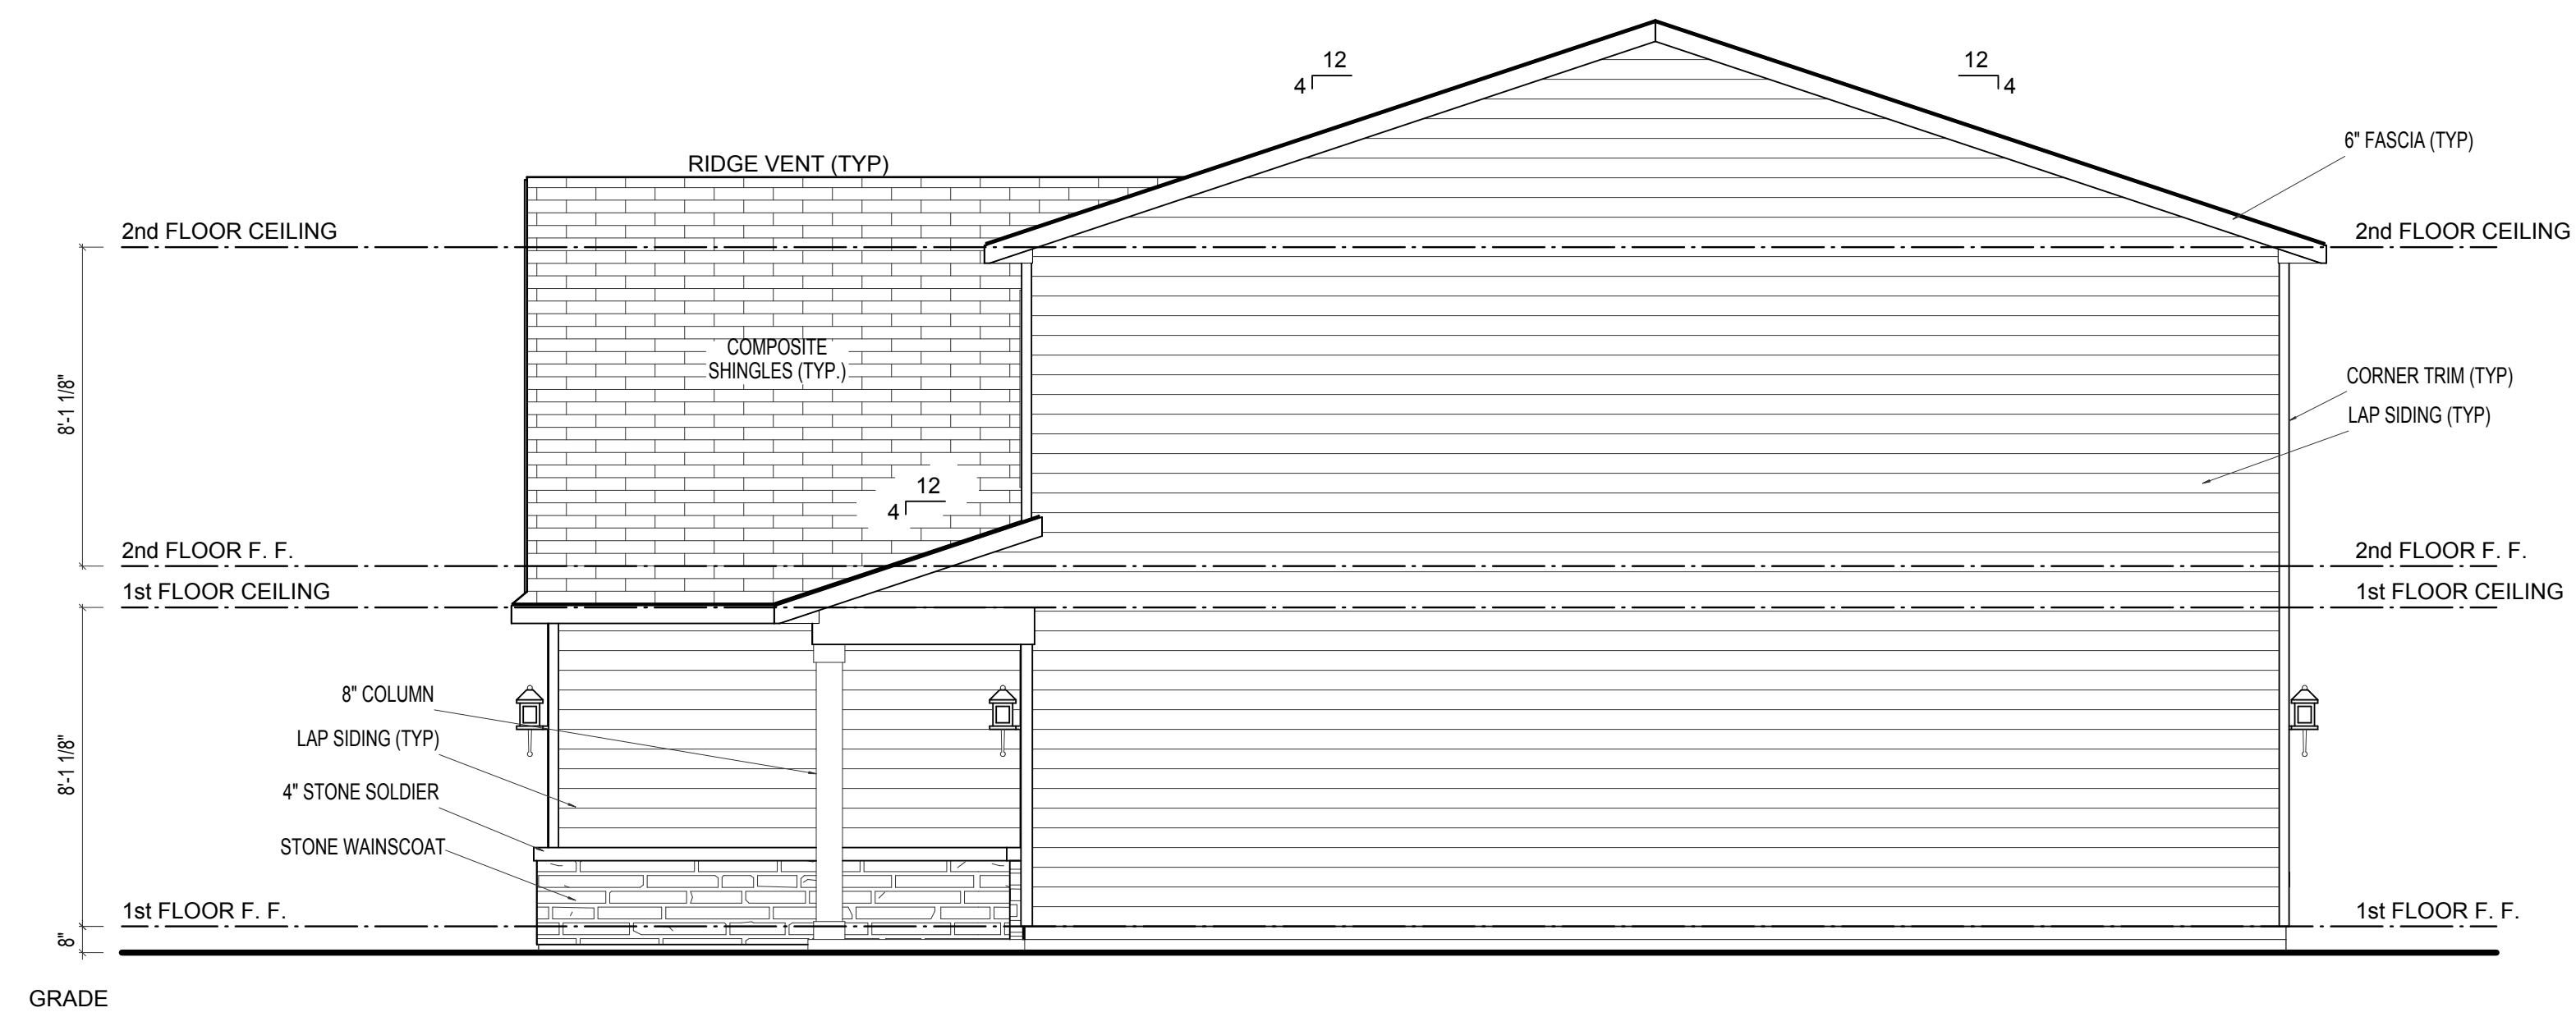 12
4
12
4
6" FASCIA (TYP)
RIDGE VENT (TYP)
2nd FLOOR CEILING
2nd FLOOR CEILING
COMPOSITE
SHINGLES (TYP.)
8'-1 1/8"
CORNER TRIM (TYP)
LAP SIDING (TYP)
12
4
2nd FLOOR F. F.
2nd FLOOR F. F.
1st FLOOR CEILING
1st FLOOR CEILING
8" COLUMN
LAP SIDING (TYP)
8'-1 1/8"
4" STONE SOLDIER
STONE WAINSCOAT
1st FLOOR F. F.
1st FLOOR F. F.
8"
GRADE